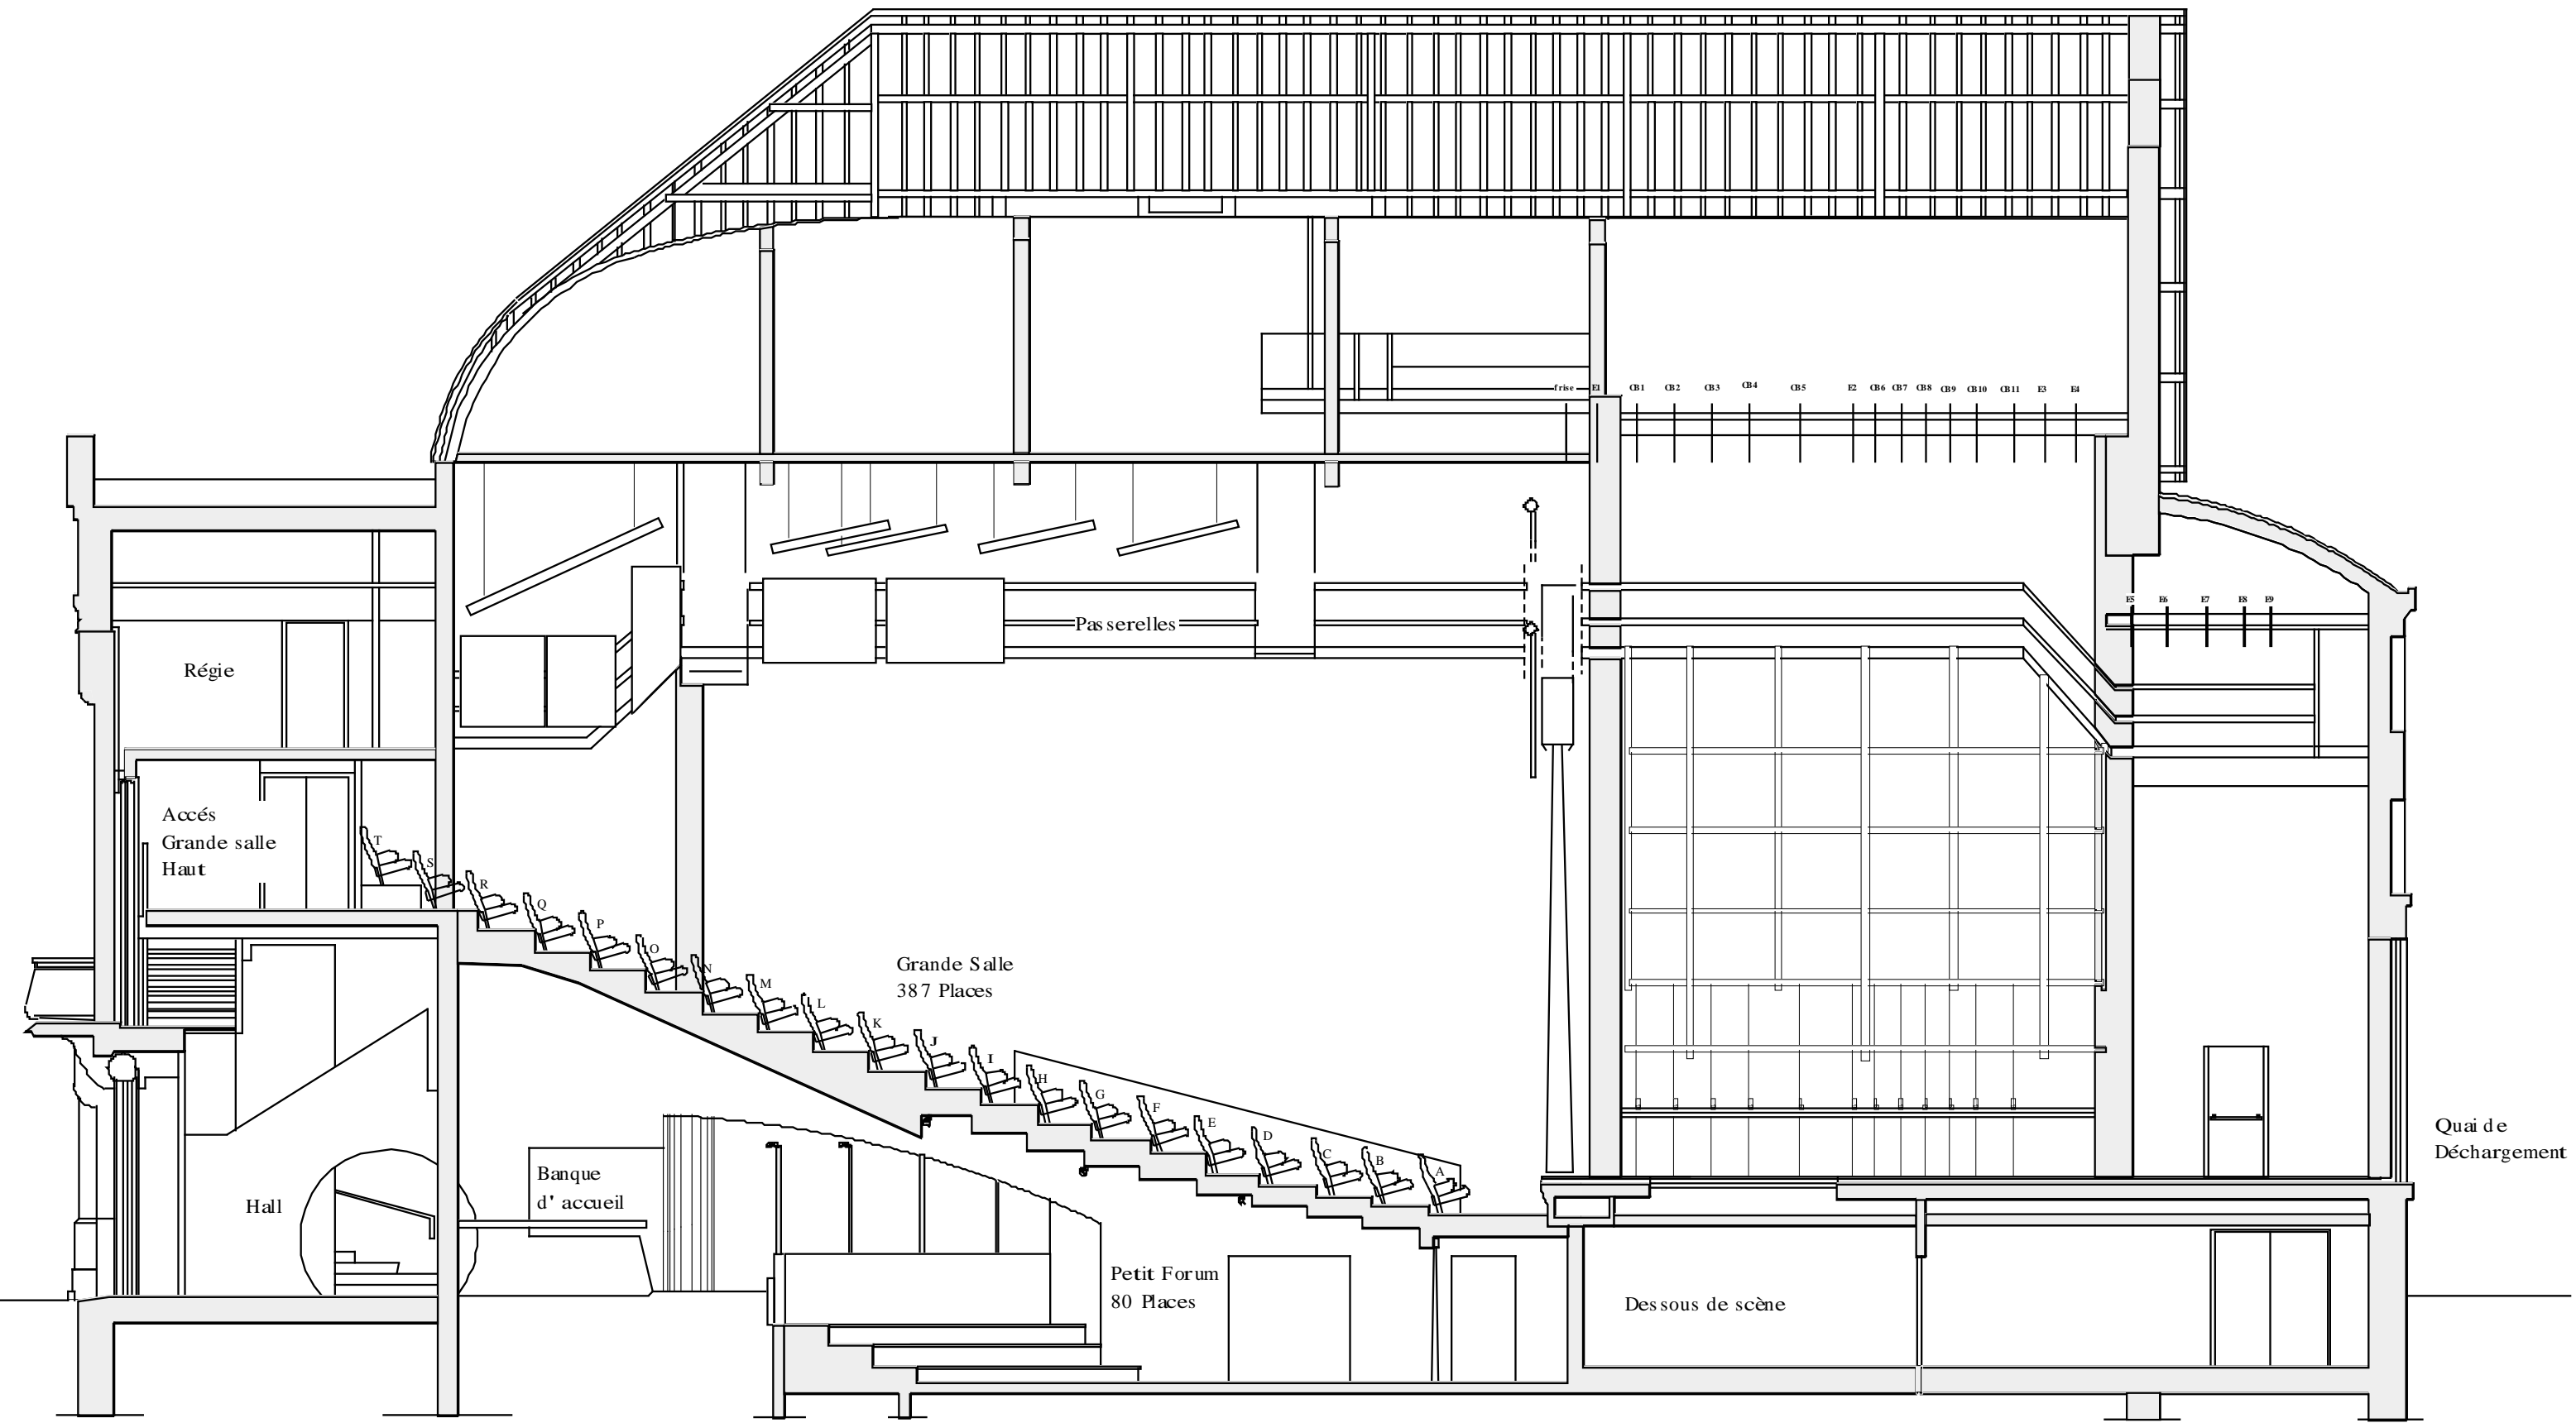 frise E1 CB1 CB2 CB3 CB4 CB5 E2 CB6 CB7 CB8 CB9 CB10 CB11 E3 E4
E5 E6 E7 E8 E9
Passerelles
Régie
Accés
Grande salle
Haut
T
S
R
Q
P
O
N
M
L
K
J
I
H
G
F
E
D
C
B
A
Grande Salle
387 Places
Quai de
Déchargement
Banque
d'accueil
Hall
Petit Forum
80 Places
Dessous de scène